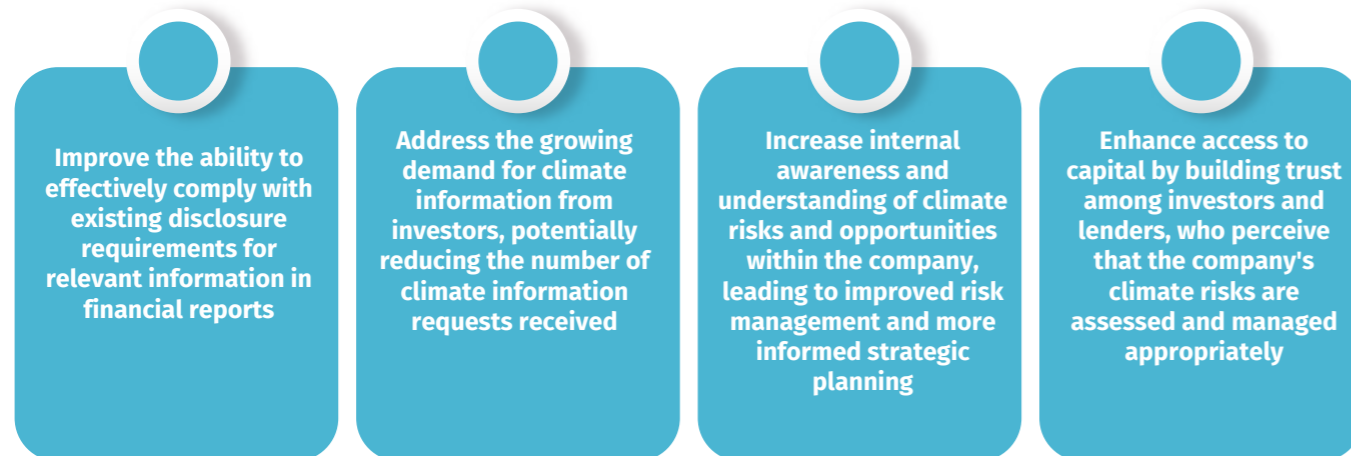 Improve the ability to
effectively comply with
existing disclosure
requirements for
relevant information in
financial reports
Address the growing
demand for climate
information from
investors, potentially
reducing the number of
climate information
requests received
Increase internal
awareness and
understanding of climate
risks and opportunities
within the company,
leading to improved risk
management and more
informed strategic
planning
Enhance access to
capital by building trust
among investors and
lenders, who perceive
that the company's
climate risks are
assessed and managed
appropriately